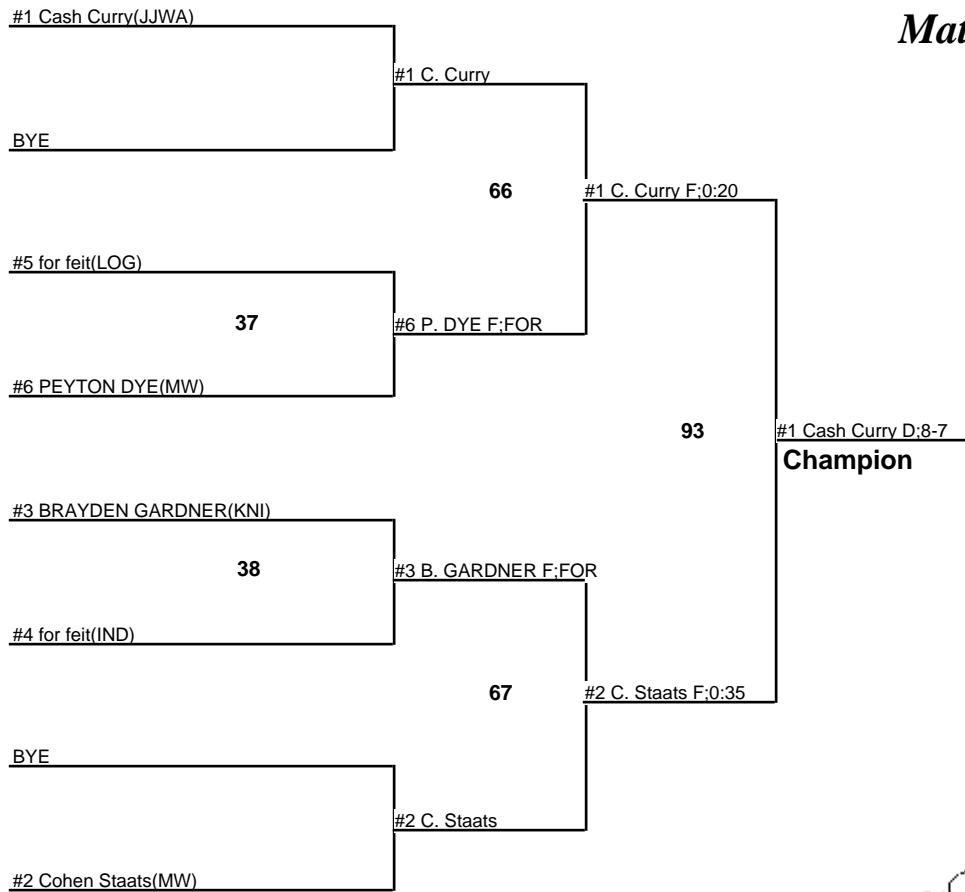 #1 Cash Curry(JJWA)
Mat
#1 C. Curry
BYE
66
#1 C. Curry F;0:20
#5 for feit(LOG)
37
#6 P. DYE F;FOR
#6 PEYTON DYE(MW)
93
#1 Cash Curry D;8-7
Champion
#3 BRAYDEN GARDNER(KNI)
38
#3 B. GARDNER F;FOR
#4 for feit(IND)
67
#2 C. Staats F;0:35
BYE
#2 C. Staats
#2 Cohen Staats(MW)